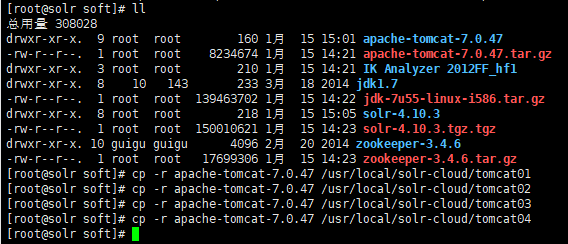 [root@solr soft]# ll
总用量 308028
drwxr-xr-x. 9 root root 160 1月 15 15:01 apache-tomcat-7.0.47
-rw-r--r--. 1 root root 8234674 1月 15 14:21 apache-tomcat-7.0.47.tar.gz
drwxr-xr-x. 3 root root 210 1月 15 14:21 IK Analyzer 2012FF_hf1
drwxr-xr-x. 8 10 143 233 3月 18 2014 jdk1.7
-rw-r--r--. 1 root root 139463702 1月 15 14:22 jdk-7u55-linux-i586.tar.gz
drwxr-xr-x. 8 root root 218 1月 15 15:05 solr-4.10.3
-rw-r--r--. 1 root root 150010621 1月 15 14:23 solr-4.10.3.tgz.tgz
drwxr-xr-x. 10 guigu guigu 4096 2月 20 2014 zookeeper-3.4.6
-rw-r--r--. 1 root root 17699306 1月 15 14:23 zookeeper-3.4.6.tar.gz
[root@solr soft]# cp -r apache-tomcat-7.0.47 /usr/local/solr-cloud/tomcat01
[root@solr soft]# cp -r apache-tomcat-7.0.47 /usr/local/solr-cloud/tomcat02
[root@solr soft]# cp -r apache-tomcat-7.0.47 /usr/local/solr-cloud/tomcat03
[root@solr soft]# cp -r apache-tomcat-7.0.47 /usr/local/solr-cloud/tomcat04
[root@solr soft]#